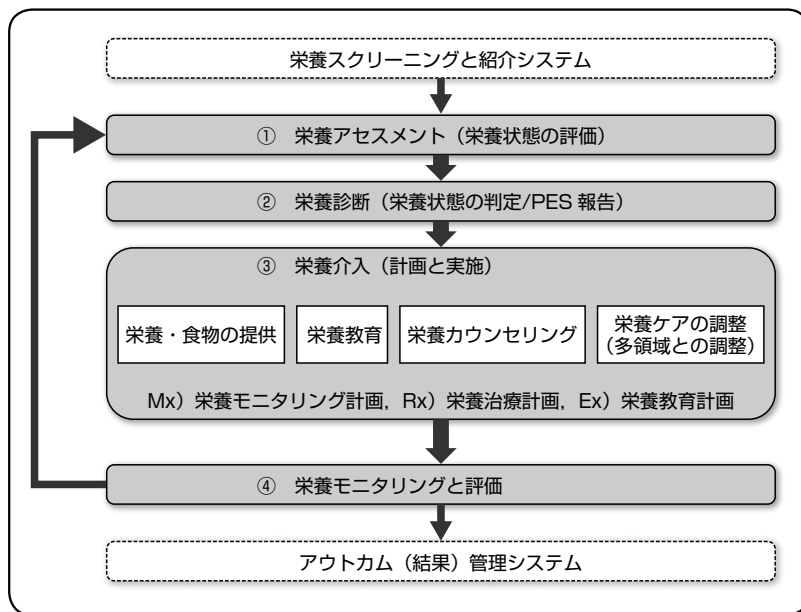 栄養スクリーニングと紹介システム
① 栄養アセスメント（栄養状態の評価）
② 栄養診断（栄養状態の判定/PES 報告）
③ 栄養介入（計画と実施）
栄養・食物の提供
栄養教育
栄養カウンセリング
栄養ケアの調整
（多領域との調整）
Mx）栄養モニタリング計画，Rx）栄養治療計画，Ex）栄養教育計画
④ 栄養モニタリングと評価
アウトカム（結果）管理システム